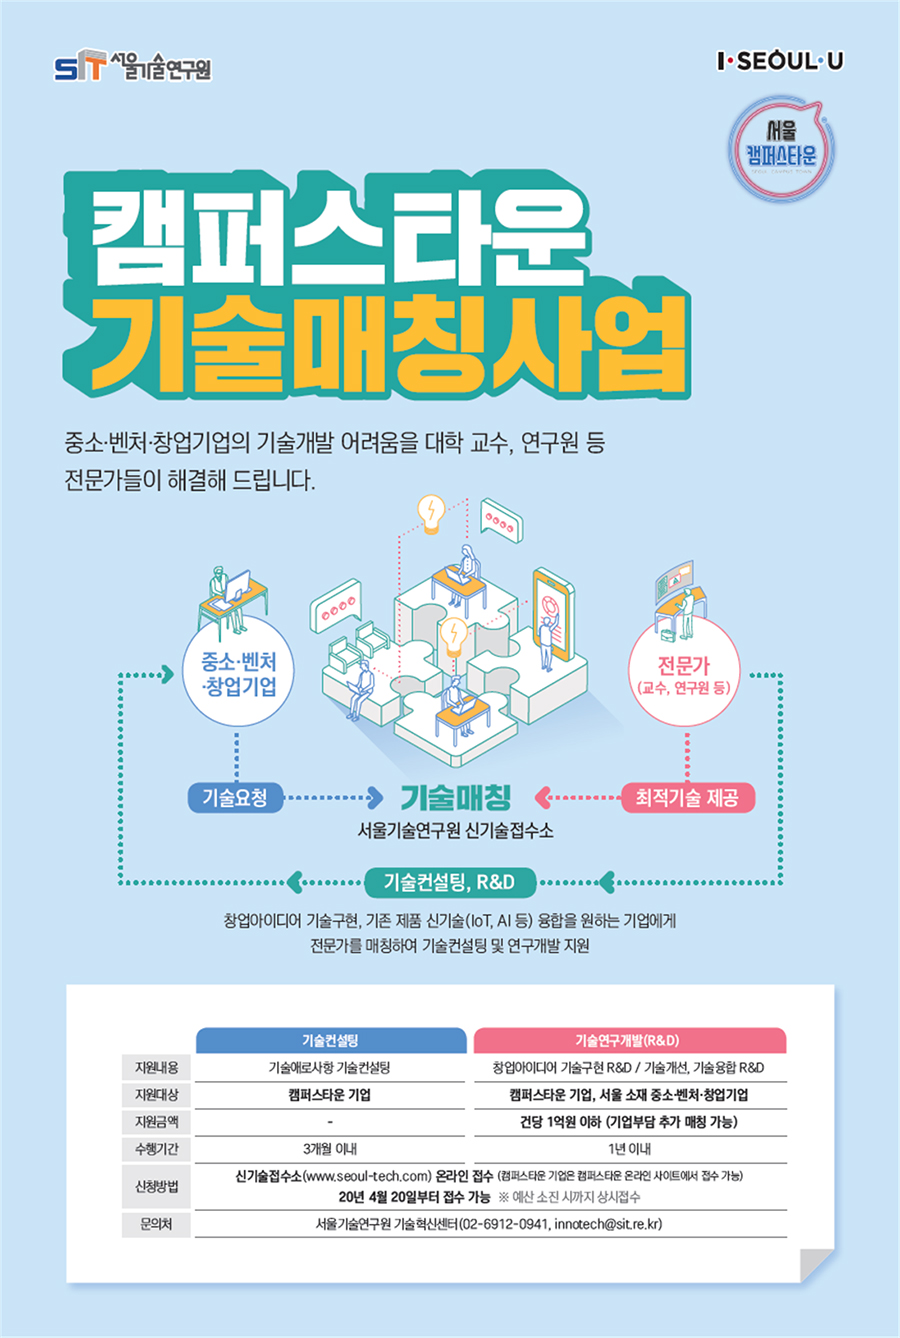 SIT 서울기술연구원
I·SEOUL·U
서울
캠퍼스타운
캠퍼스타운
기술매칭사업
중소·벤처·창업기업의 기술개발 어려움을 대학 교수, 연구원 등
전문가들이 해결해 드립니다.
중소·벤처
·창업기업
전문가
(교수, 연구원 등)
기술요청
기술매칭
최적기술 제공
서울기술연구원 신기술접수소
기술컨설팅, R&D
창업아이디어 기술구현, 기존 제품 신기술(IoT, AI 등) 융합을 원하는 기업에게
전문가를 매칭하여 기술컨설팅 및 연구개발 지원
기술컨설팅 기술연구개발(R&D)
지원내용 기술애로사항 기술컨설팅 창업아이디어 기술구현 R&D / 기술개선, 기술융합 R&D
지원대상 캠퍼스타운 기업 캠퍼스타운 기업, 서울 소재 중소·벤처·창업기업
지원금액 - 건당 1억원 이하 (기업부담 추가 매칭 가능)
수행기간 3개월 이내 1년 이내
신청방법 신기술접수소(www.seoul-tech.com) 온라인 접수 (캠퍼스타운 기업은 캠퍼스타운 온라인 사이트에서 접수 가능)
20년 4월 20일부터 접수 가능 ※ 예산 소진 시까지 상시접수
문의처 서울기술연구원 기술혁신센터(02-6912-0941, innotech@sit.re.kr)